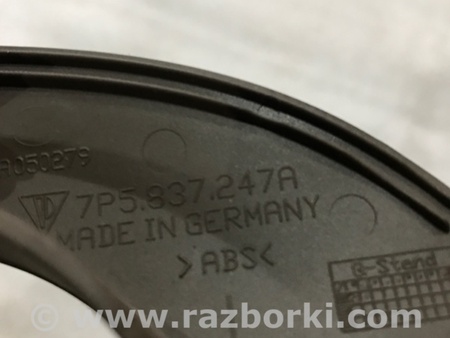 A050279
7P5.837.247A
MADE IN GERMANY
>ABS<
G-Stand
www.razborki.com